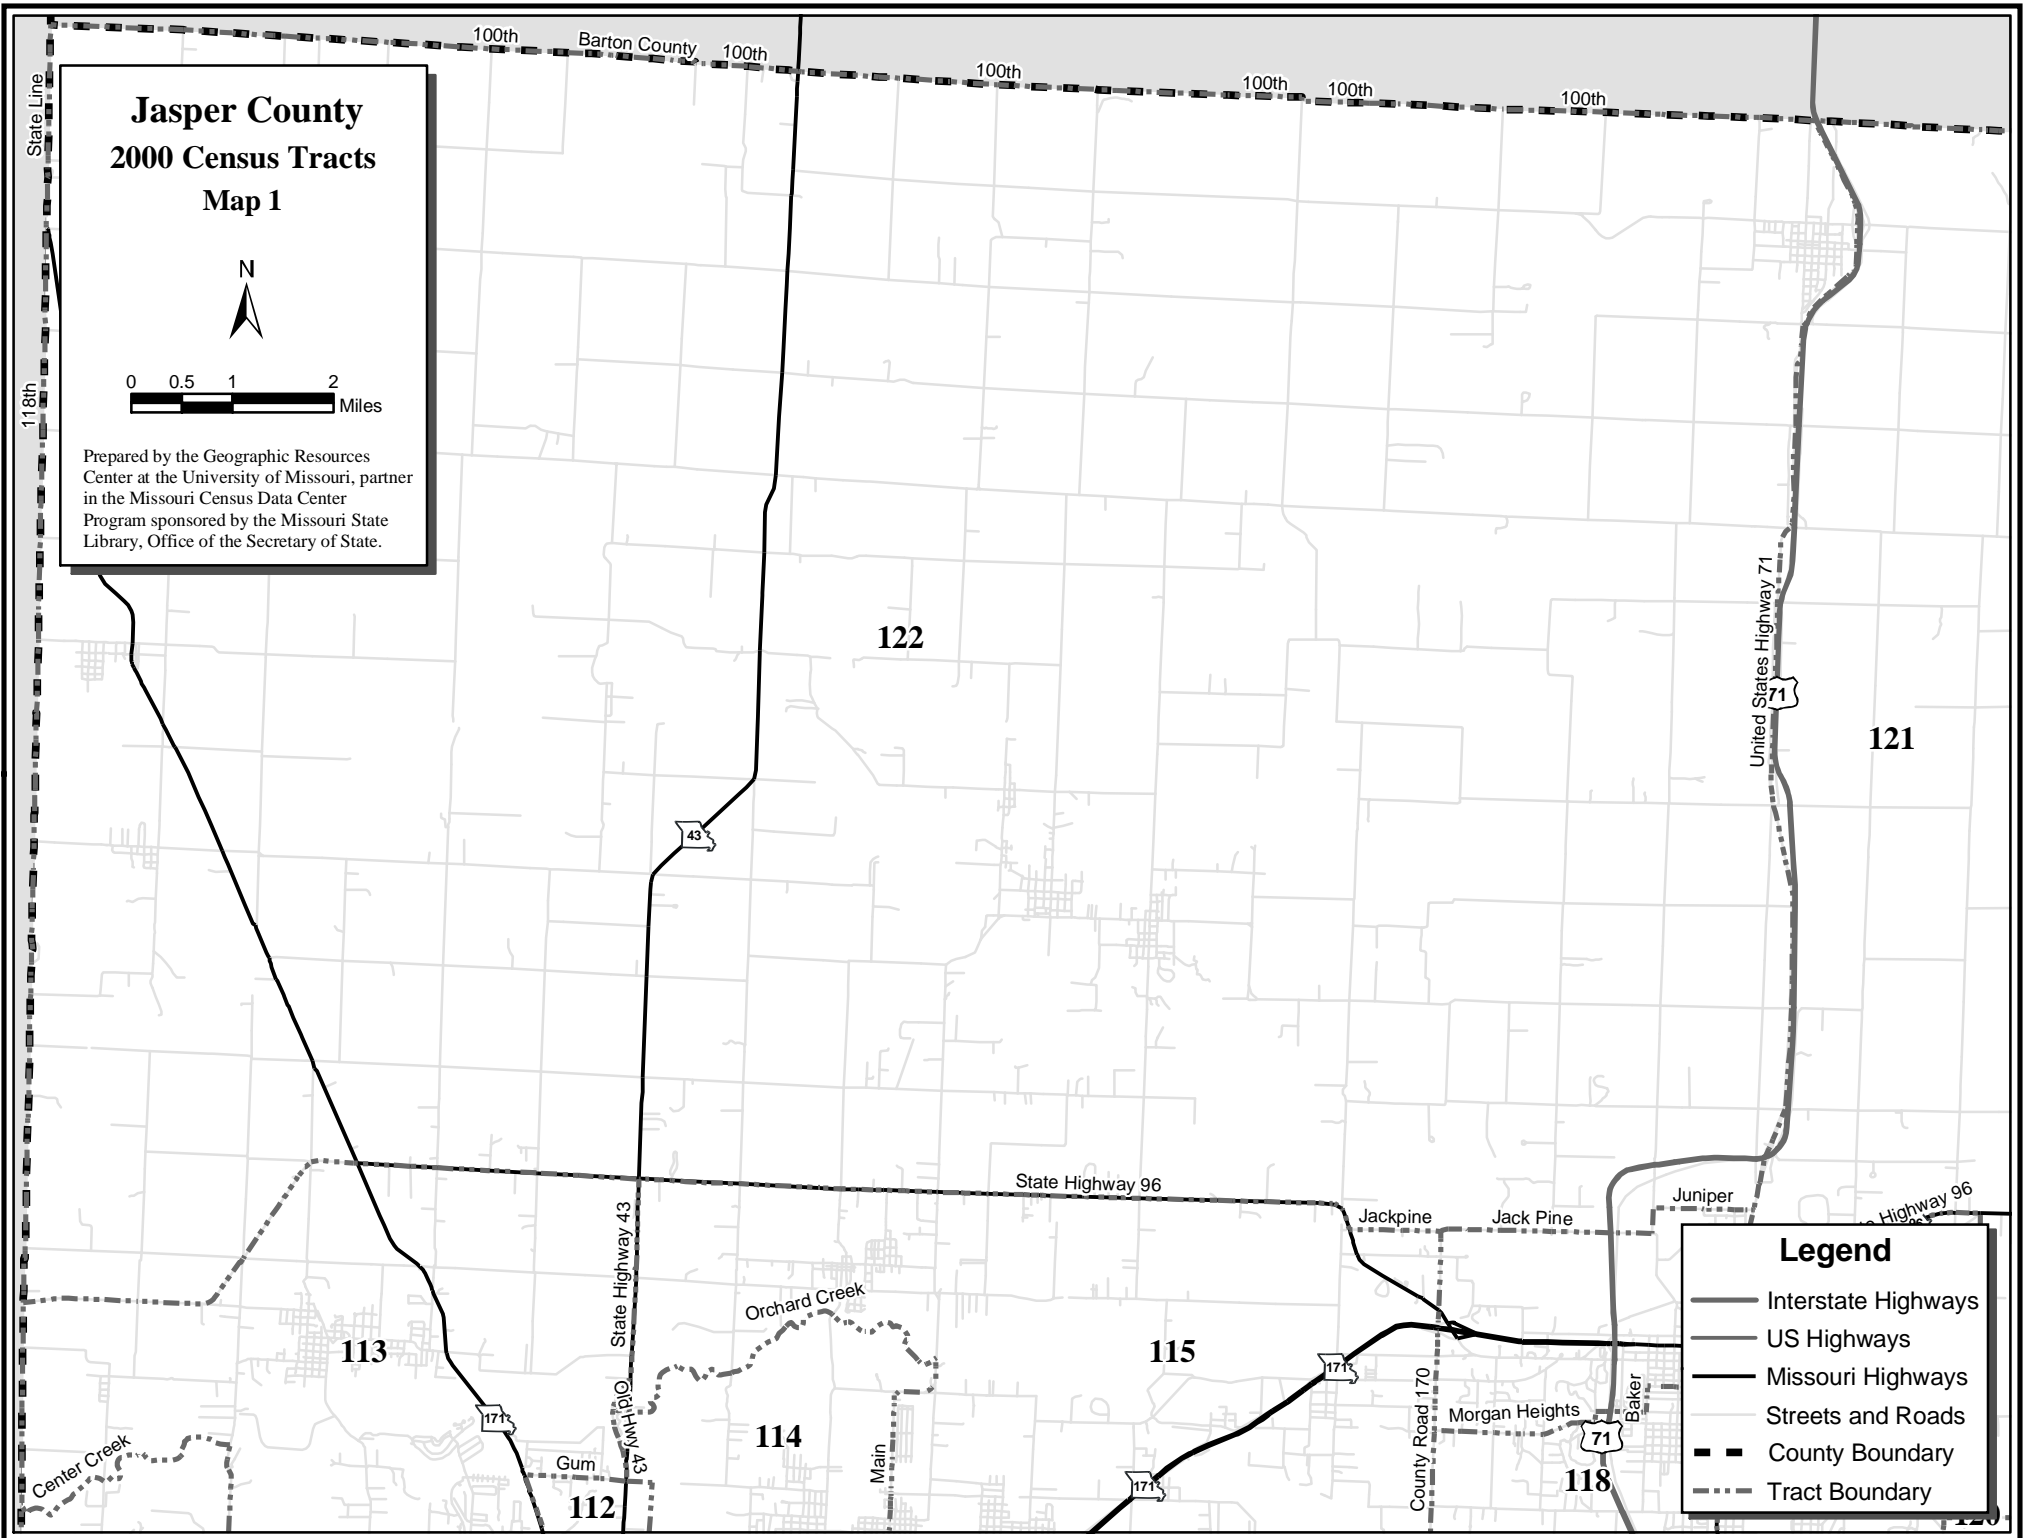 100th
Barton County
100th
100th
100th
100th
100th
State Line
Jasper County
2000 Census Tracts
Map 1
N
0 0.5 1 2
Miles
118th
Prepared by the Geographic Resources
Center at the University of Missouri, partner
in the Missouri Census Data Center
Program sponsored by the Missouri State
Library, Office of the Secretary of State.
122
United States Highway 71
71
121
43
State Highway 96
State Highway 43
Jackpine
Jack Pine
Juniper
Highway 96
Orchard Creek
113
115
171
171
171
Old Hwy 43
114
Main
County Road 170
Morgan Heights
Baker
71
118
Center Creek
Gum
112
120
Legend
Interstate Highways
US Highways
Missouri Highways
Streets and Roads
County Boundary
Tract Boundary